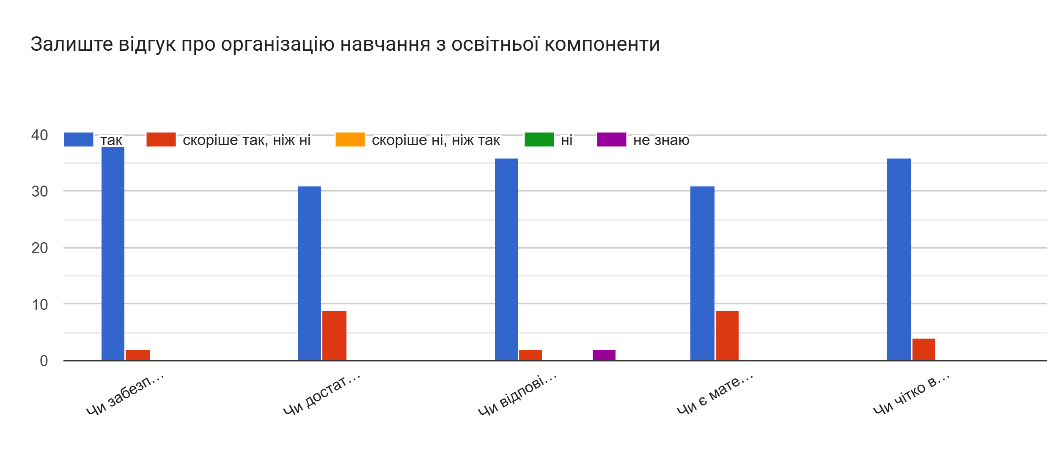 Залиште відгук про організацію навчання з освітньої компоненти
так
скоріше так, ніж ні
скоріше ні, ніж так
ні
не знаю
40
30
20
10
0
Чи забезп…
Чи достат…
Чи відпові…
Чи є мате…
Чи чітко в…